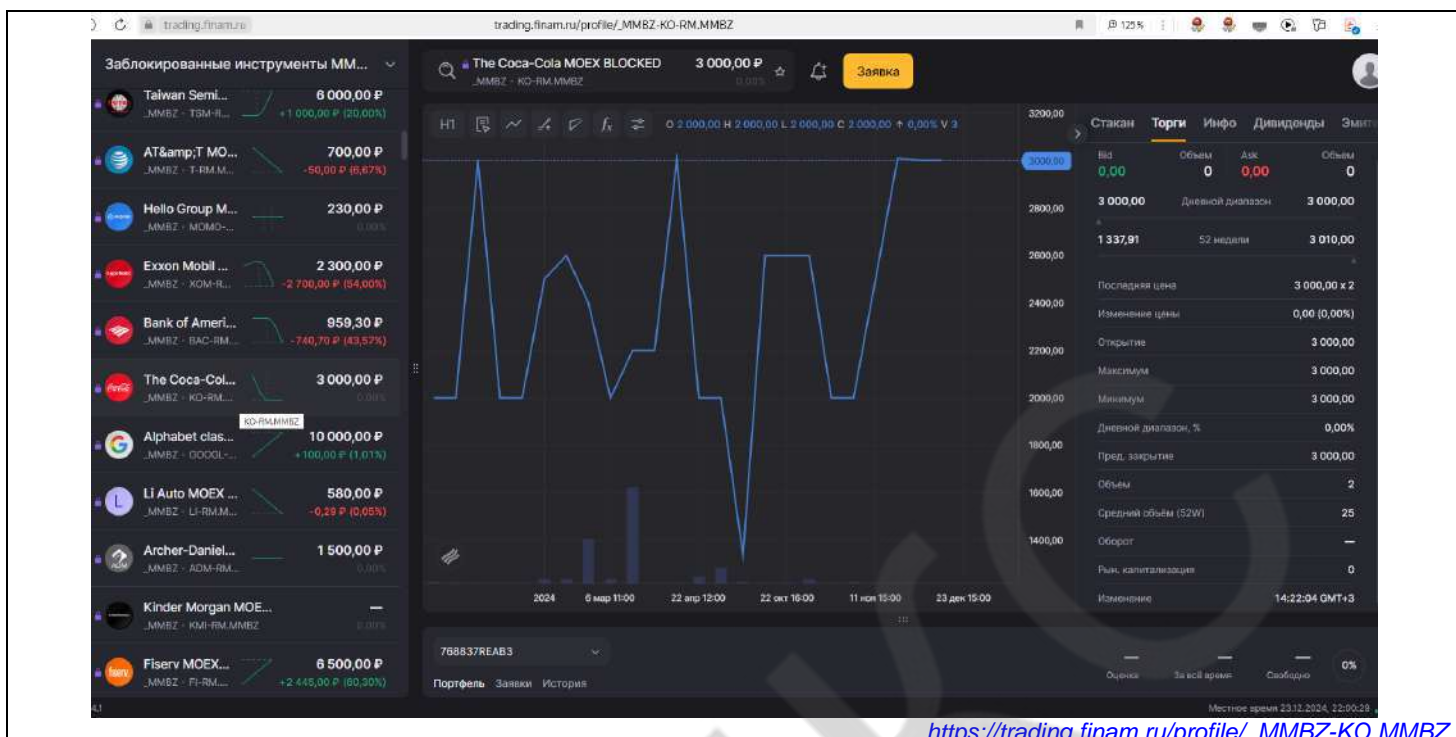 trading.finam.ru
trading.finam.ru/profile/_MMBZ-KO-RM.MMBZ
125 %
Заблокированные инструменты ММ...
The Coca-Cola MOEX BLOCKED
3 000,00 ₽
_MMBZ · KO-RM.MMBZ
0,00%
Заявка
Taiwan Semi...
6 000,00 ₽
_MMBZ · TSM-R...
+1 000,00 ₽ (20,00%)
AT&amp;T MO...
700,00 ₽
_MMBZ · T-RM.M...
-50,00 ₽ (6,67%)
Hello Group M...
230,00 ₽
_MMBZ · MOMO-...
0,00%
Exxon Mobil ...
2 300,00 ₽
_MMBZ · XOM-R...
-2 700,00 ₽ (54,00%)
Bank of Ameri...
959,30 ₽
_MMBZ · BAC-RM...
-740,70 ₽ (43,57%)
The Coca-Col...
3 000,00 ₽
_MMBZ · KO-RM...
0,00%
KO-RM.MMBZ
Alphabet clas...
10 000,00 ₽
_MMBZ · GOOGL-...
+100,00 ₽ (1,01%)
Li Auto MOEX ...
580,00 ₽
_MMBZ · LI-RM.M...
-0,29 ₽ (0,05%)
Archer-Daniel...
1 500,00 ₽
_MMBZ · ADM-RM...
0,00%
Kinder Morgan MOE...
—
_MMBZ · KMI-RM.MMBZ
0,00%
Fiserv MOEX...
6 500,00 ₽
_MMBZ · FI-RM....
+2 445,00 ₽ (60,30%)
H1
O 2 000,00 H 2 000,00 L 2 000,00 C 2 000,00 ↑ 0,00% V 3
3200,00
3000,00
2800,00
2600,00
2400,00
2200,00
2000,00
1800,00
1600,00
1400,00
2024 6 мар 11:00 22 апр 12:00 22 окт 16:00 11 ноя 15:00 23 дек 15:00
Стакан Торги Инфо Дивидонды Эмит
Bid Объем Ask Объем
0,00 0 0,00 0
3 000,00 Дневной диапазон 3 000,00
1 337,91 52 недели 3 010,00
Последняя цена 3 000,00 x 2
Изменение цены 0,00 (0,00%)
Открытие 3 000,00
Максимум 3 000,00
Минимум 3 000,00
Дневной диапазон, % 0,00%
Пред. закрытие 3 000,00
Объем 2
Средний объём (52W) 25
Оборот —
Рын. капитализация 0
Изменение 14:22:04 GMT+3
768837REAB3
Портфель Заявки История
— — —
Оценка За всё время Свободно
0%
4.1
Местное время 23.12.2024, 22:00:29
https://trading.finam.ru/profile/_MMBZ-KO.MMBZ